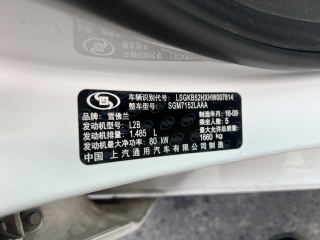 车辆识别代号: LSGKB52HXHW007814
整车型号: SGM7152LAAA
品牌: 雪佛兰 制造年月: 16-09
发动机型号: L2B 乘坐人数: 5
发动机排量: 1.485 L 最大允许总质量:
发动机最大净功率: 80 kW 1660 kg
中国 上汽通用汽车有限公司 制造